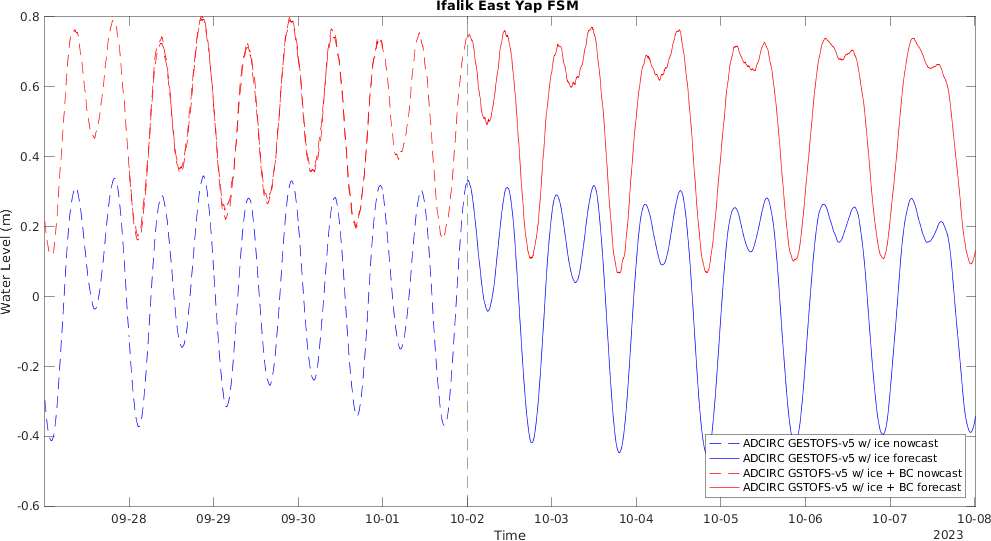 Ifalik East Yap FSM
0.8
0.6
0.4
0.2
0
-0.2
-0.4
-0.6
Water Level (m)
ADCIRC GESTOFS-v5 w/ ice nowcast
ADCIRC GESTOFS-v5 w/ ice forecast
ADCIRC GSTOFS-v5 w/ ice + BC nowcast
ADCIRC GSTOFS-v5 w/ ice + BC forecast
09-28 09-29 09-30 10-01 10-02 10-03 10-04 10-05 10-06 10-07 10-08
Time
2023